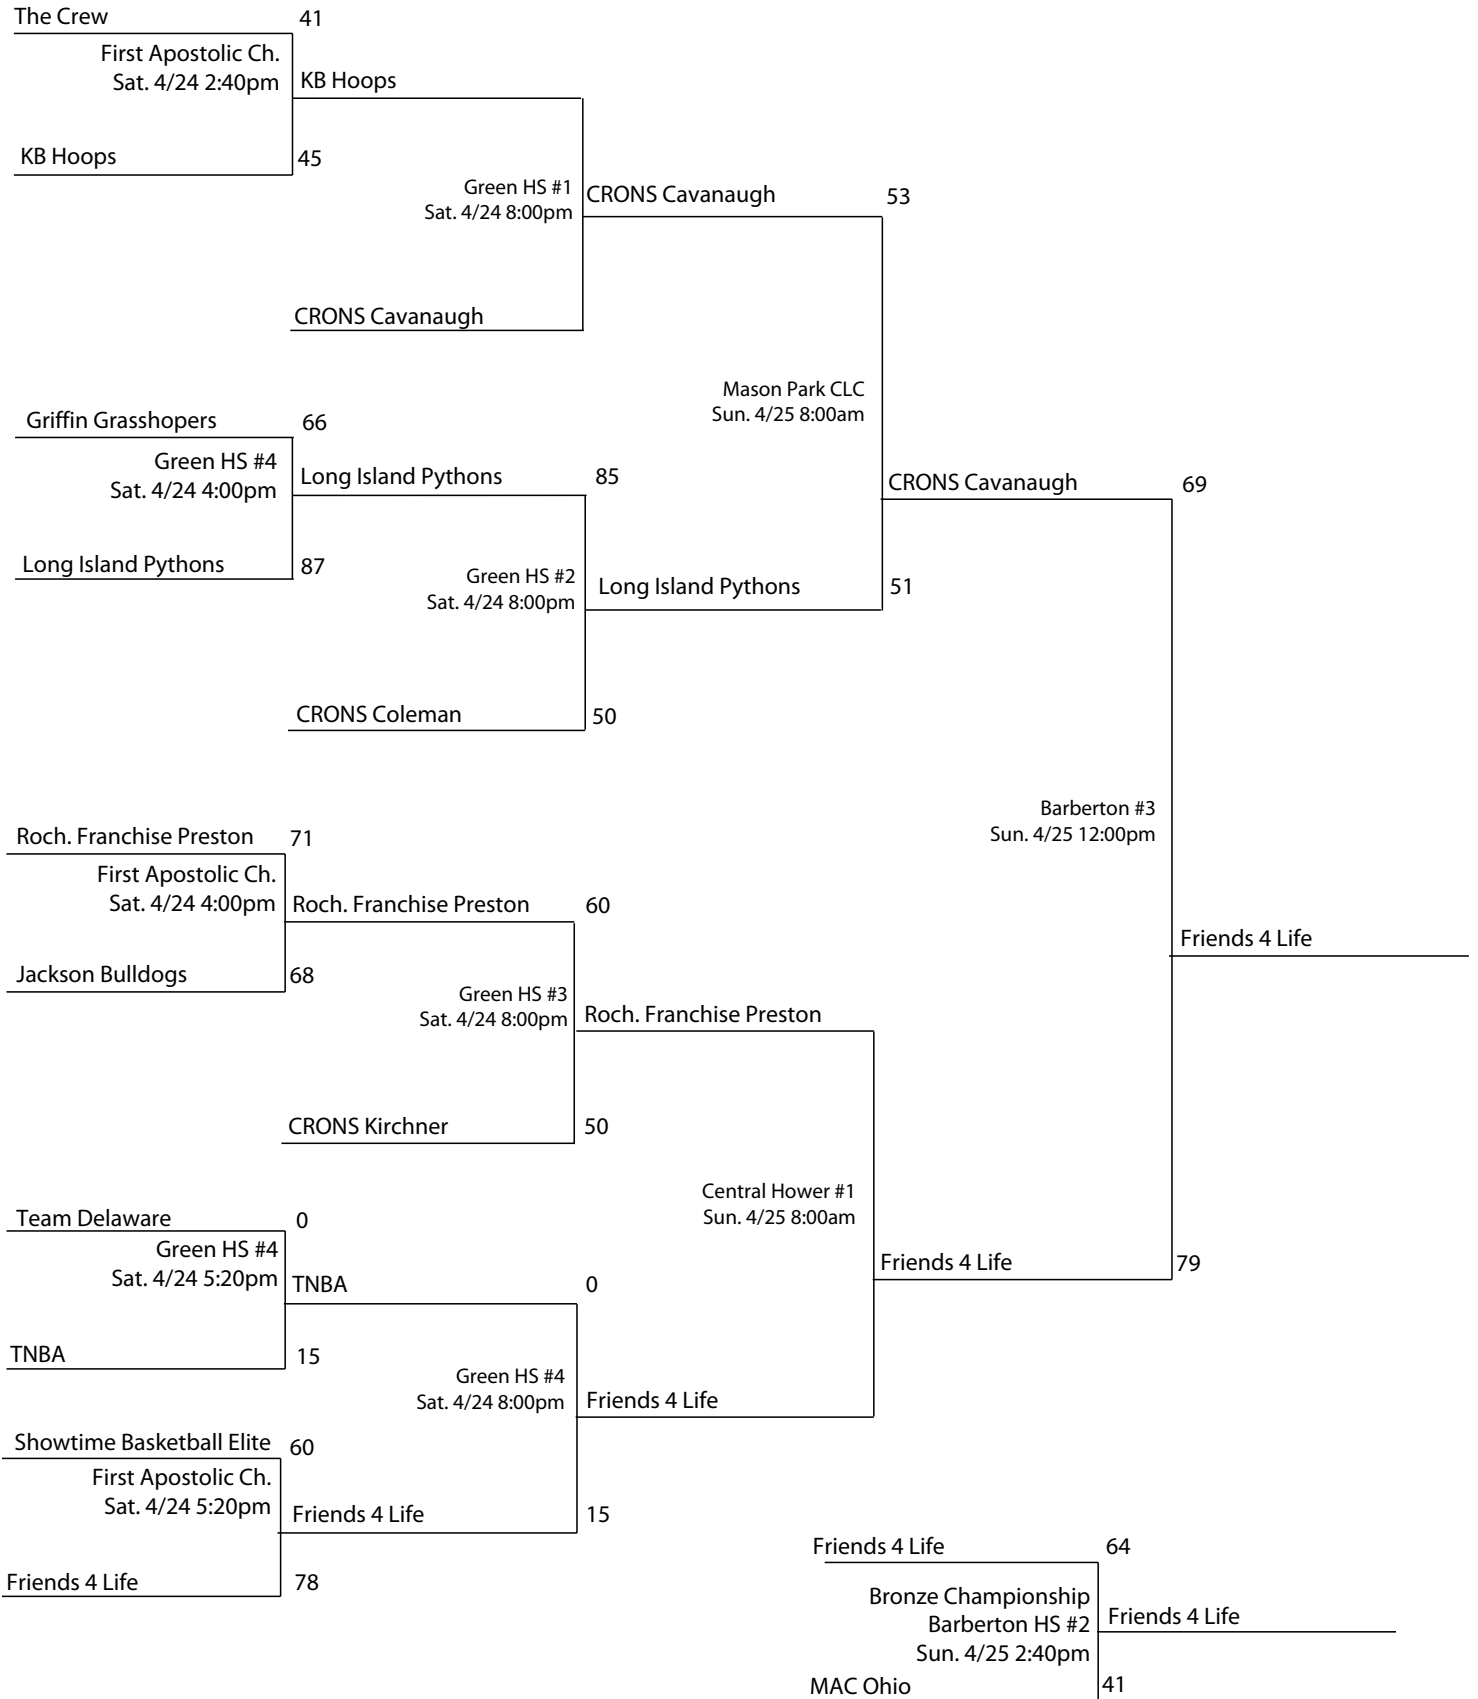 The Crew 41
First Apostolic Ch.
Sat. 4/24 2:40pm
KB Hoops
KB Hoops 45
Green HS #1
Sat. 4/24 8:00pm
CRONS Cavanaugh 53
CRONS Cavanaugh
Mason Park CLC
Sun. 4/25 8:00am
Griffin Grasshopers 66
Green HS #4
Sat. 4/24 4:00pm
Long Island Pythons 85
CRONS Cavanaugh 69
Long Island Pythons 87
Green HS #2
Sat. 4/24 8:00pm
Long Island Pythons 51
CRONS Coleman 50
Barberton #3
Sun. 4/25 12:00pm
Roch. Franchise Preston 71
First Apostolic Ch.
Sat. 4/24 4:00pm
Roch. Franchise Preston 60
Friends 4 Life
Jackson Bulldogs 68
Green HS #3
Sat. 4/24 8:00pm
Roch. Franchise Preston
CRONS Kirchner 50
Central Hower #1
Sun. 4/25 8:00am
Team Delaware 0
Green HS #4
Sat. 4/24 5:20pm
TNBA 0
Friends 4 Life 79
TNBA 15
Green HS #4
Sat. 4/24 8:00pm
Friends 4 Life
Showtime Basketball Elite 60
First Apostolic Ch.
Sat. 4/24 5:20pm
Friends 4 Life 15
Friends 4 Life 78
Friends 4 Life 64
Bronze Championship
Barberton HS #2
Sun. 4/25 2:40pm
Friends 4 Life
MAC Ohio 41